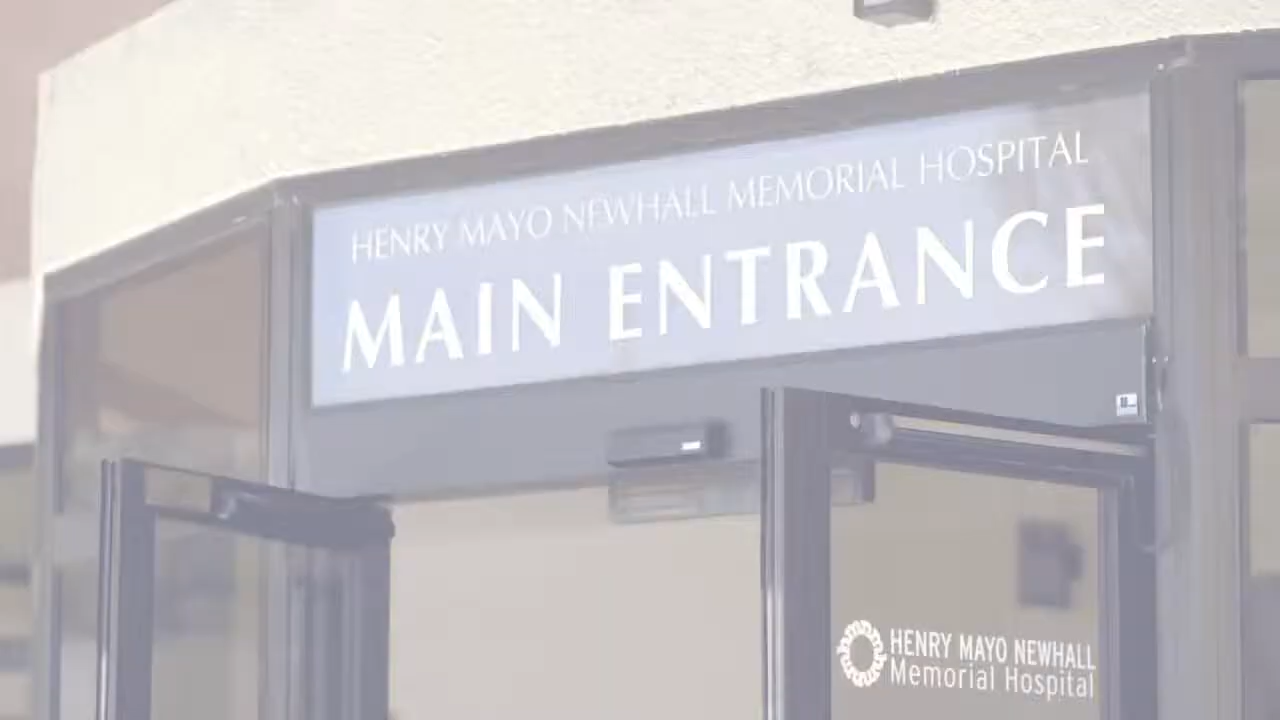 HENRY MAYO NEWHALL MEMORIAL HOSPITAL
MAIN ENTRANCE
HENRY MAYO NEWHALL
Memorial Hospital